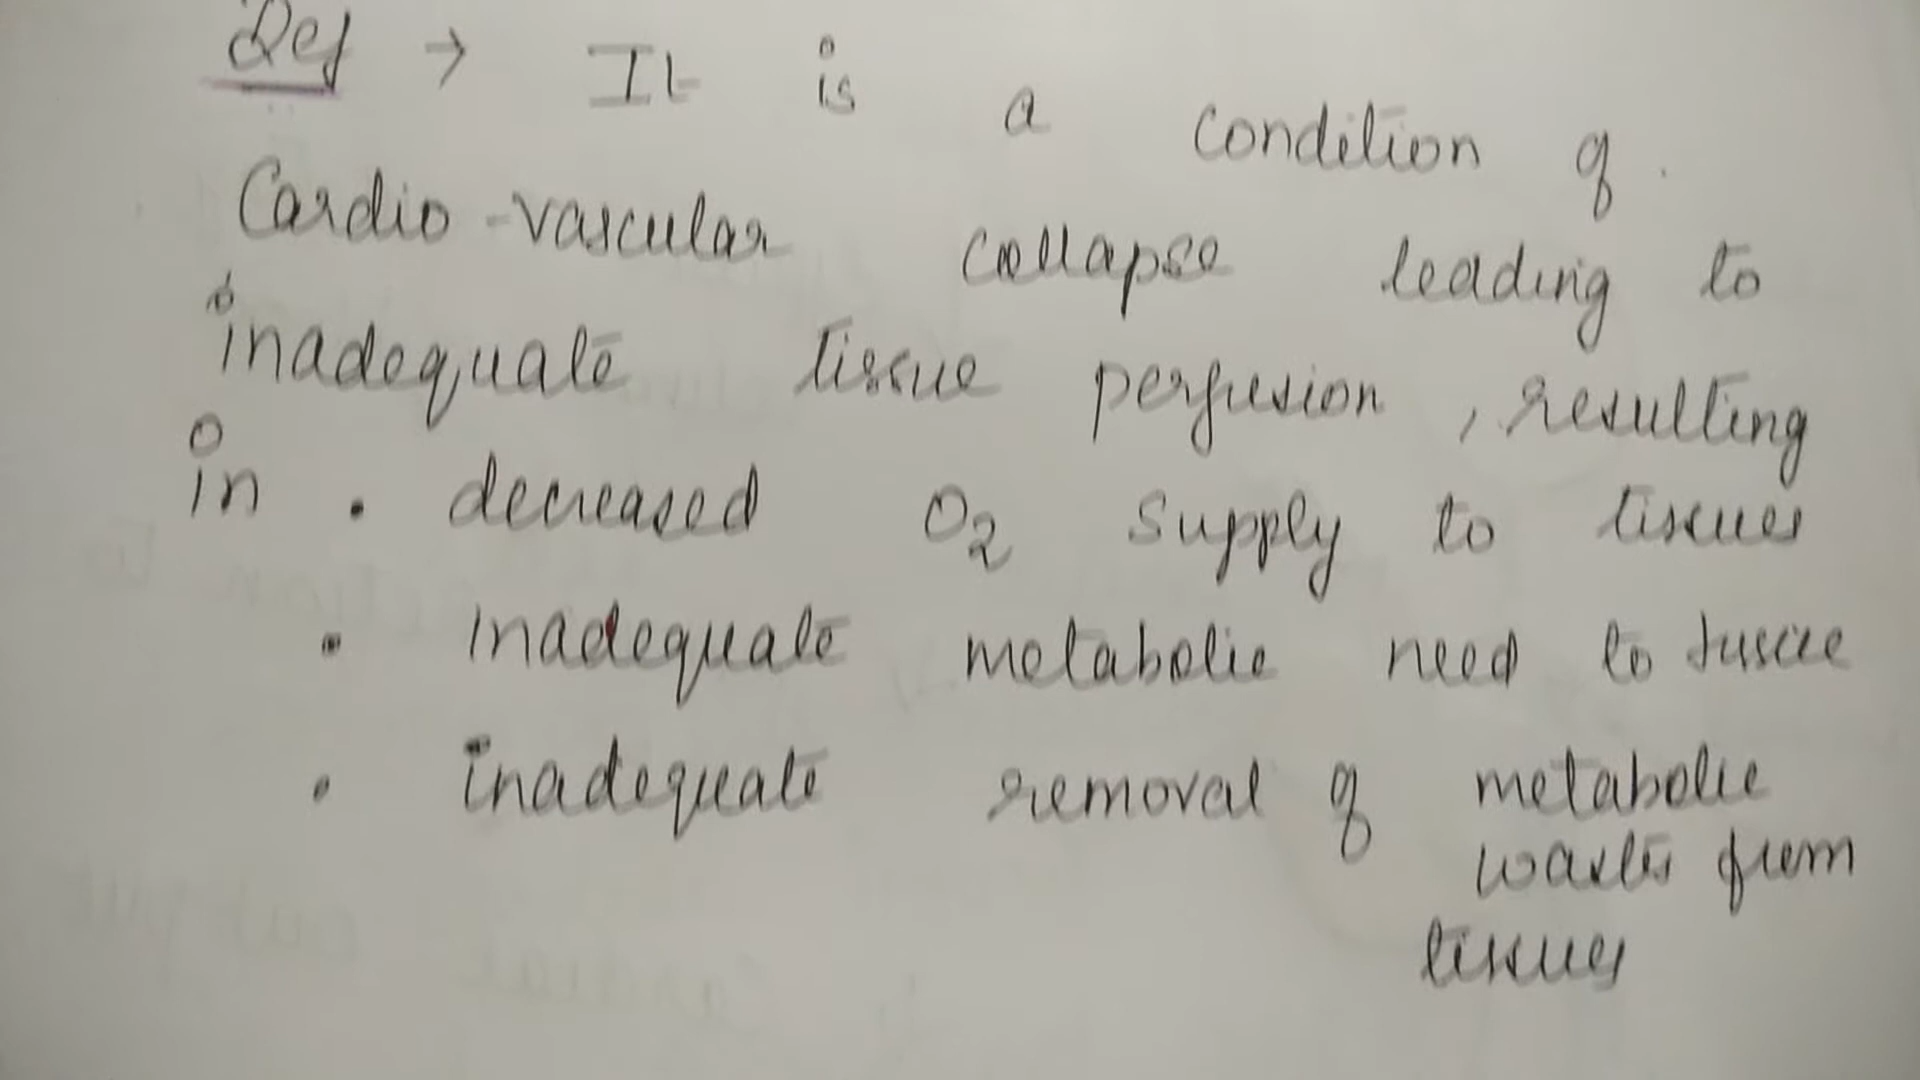 Def → It is a condition of
Cardio-vascular collapse leading to
inadequate tissue perfusion, resulting
in • decreased O₂ supply to tissues
• inadequate metabolic need to tissue
• inadequate removal of metabolic
wastes from
tissues